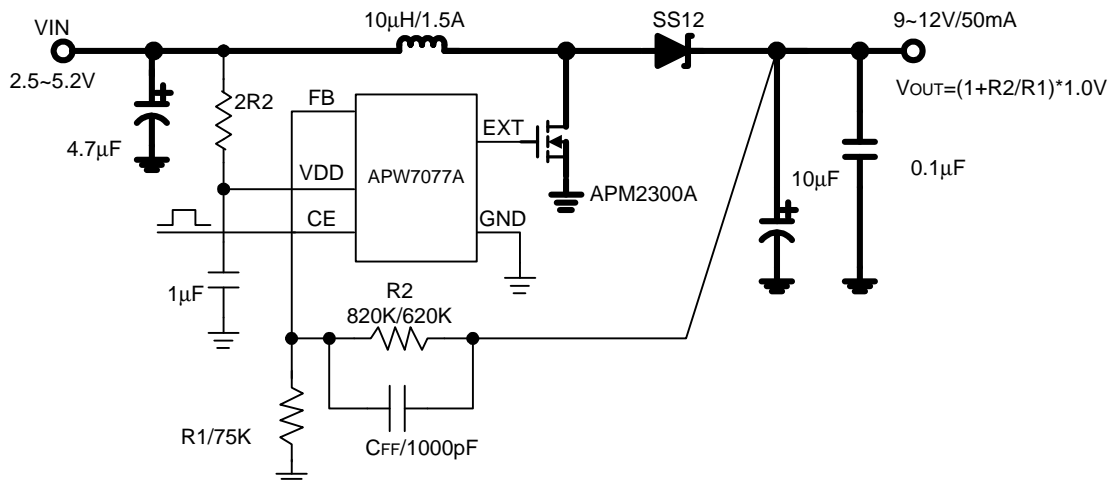 VIN
10μH/1.5A
SS12
9~12V/50mA
2.5~5.2V
VOUT=(1+R2/R1)*1.0V
2R2
FB
EXT
4.7μF
VDD
APW7077A
10μF
0.1μF
APM2300A
CE
GND
1μF
R2
820K/620K
R1/75K
CFF/1000pF